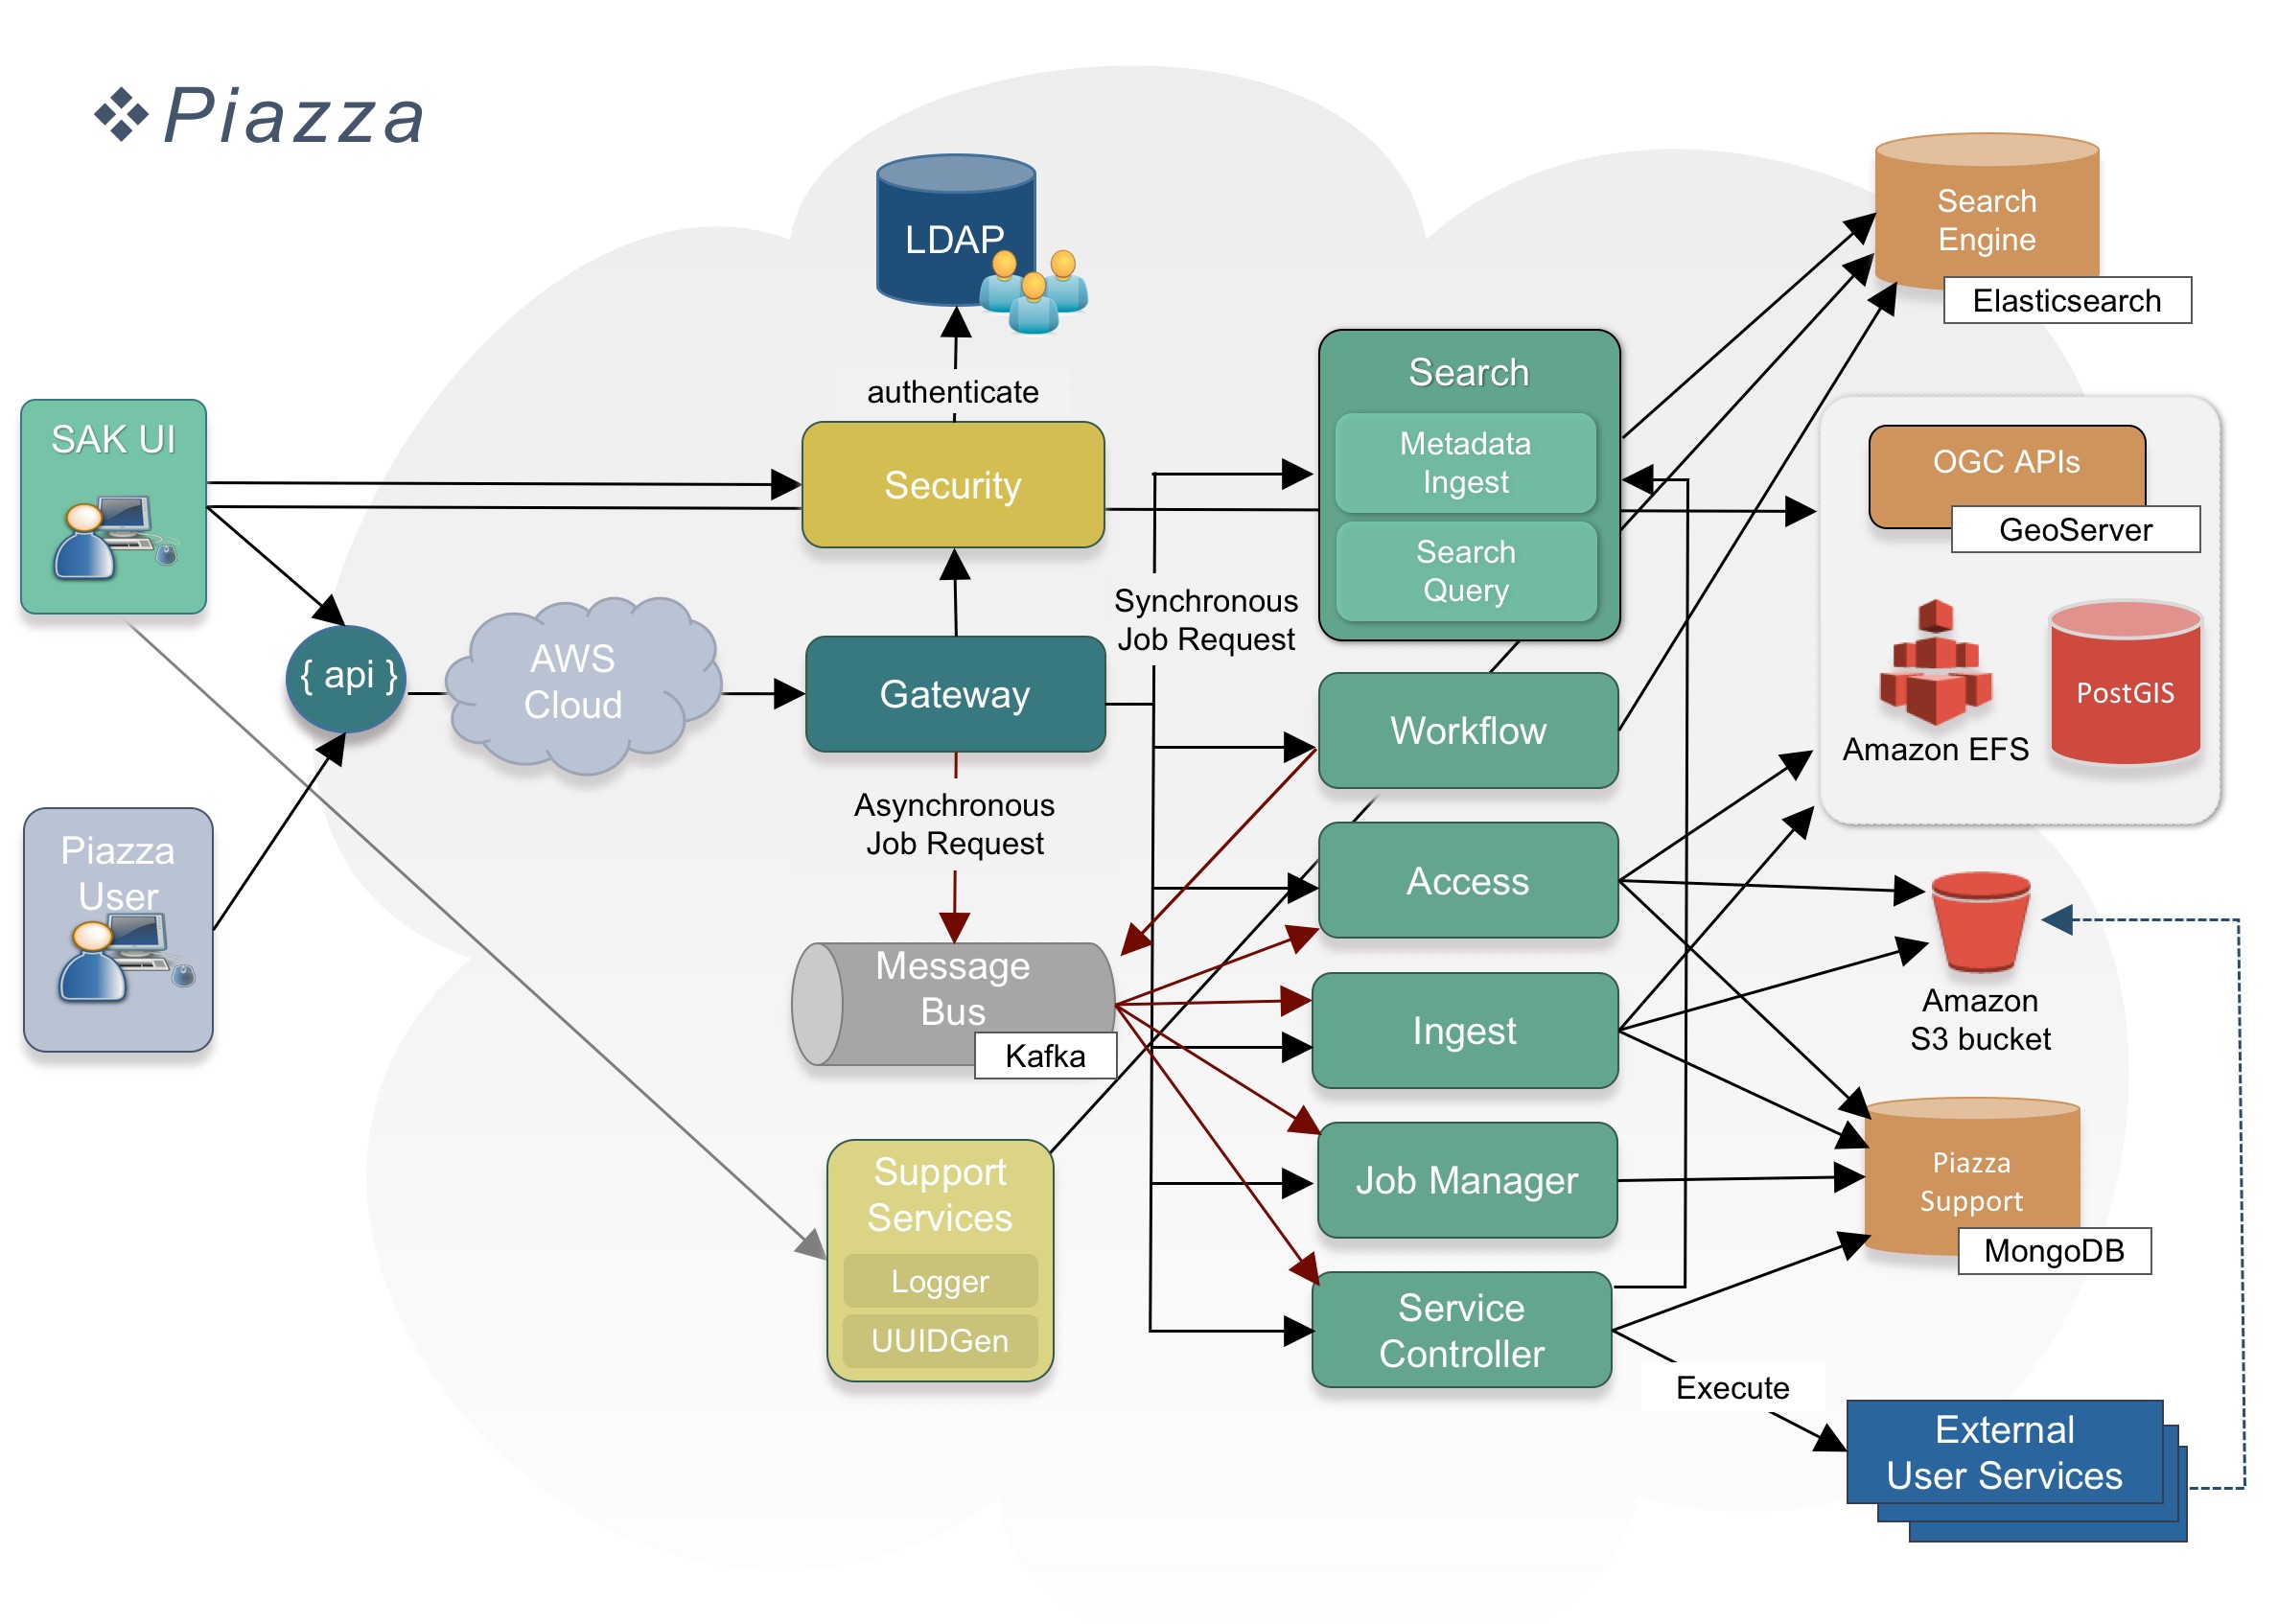 Piazza
LDAP
authenticate
SAK UI
Security
{ api }
AWS
Cloud
Gateway
Synchronous
Job Request
Asynchronous
Job Request
Piazza
User
Message
Bus
Kafka
Support
Services
Logger
UUIDGen
Search
Metadata
Ingest
Search
Query
Workflow
Access
Ingest
Job Manager
Service
Controller
Execute
Search
Engine
Elasticsearch
OGC APIs
GeoServer
Amazon EFS
PostGIS
Amazon
S3 bucket
Piazza
Support
MongoDB
External
User Services